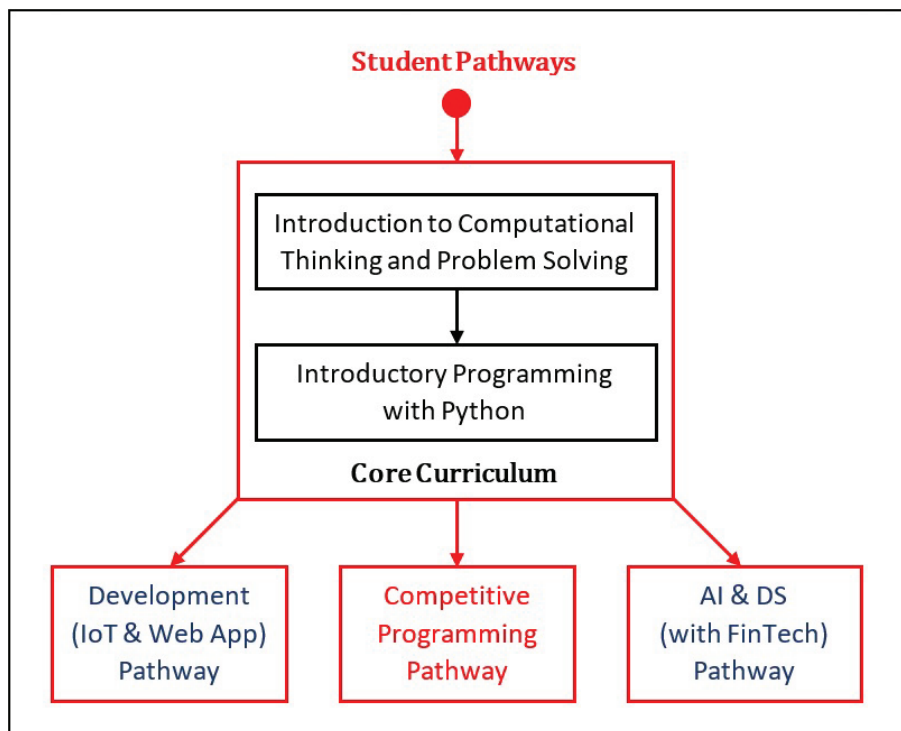 Student Pathways
Introduction to Computational
Thinking and Problem Solving
Introductory Programming
with Python
Core Curriculum
Development
(IoT & Web App)
Pathway
Competitive
Programming
Pathway
AI & DS
(with FinTech)
Pathway